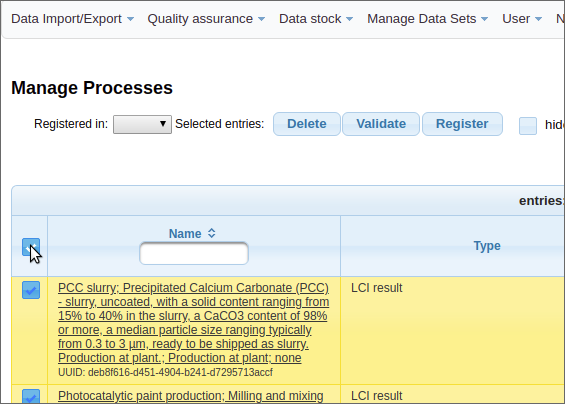 Data Import/Export Quality assurance Data stock Manage Data Sets User
Manage Processes
Registered in: Selected entries: Delete Validate Register hide
entries:
Name Type
PCC slurry; Precipitated Calcium Carbonate (PCC) LCI result
- slurry, uncoated, with a solid content ranging from
15% to 40% in the slurry, a CaCO3 content of 98%
or more, a median particle size ranging typically
from 0.3 to 3 µm, ready to be shipped as slurry.
Production at plant.; Production at plant; none
UUID: deb8f616-d451-4904-b241-d7295713accf
Photocatalytic paint production; Milling and mixing LCI result